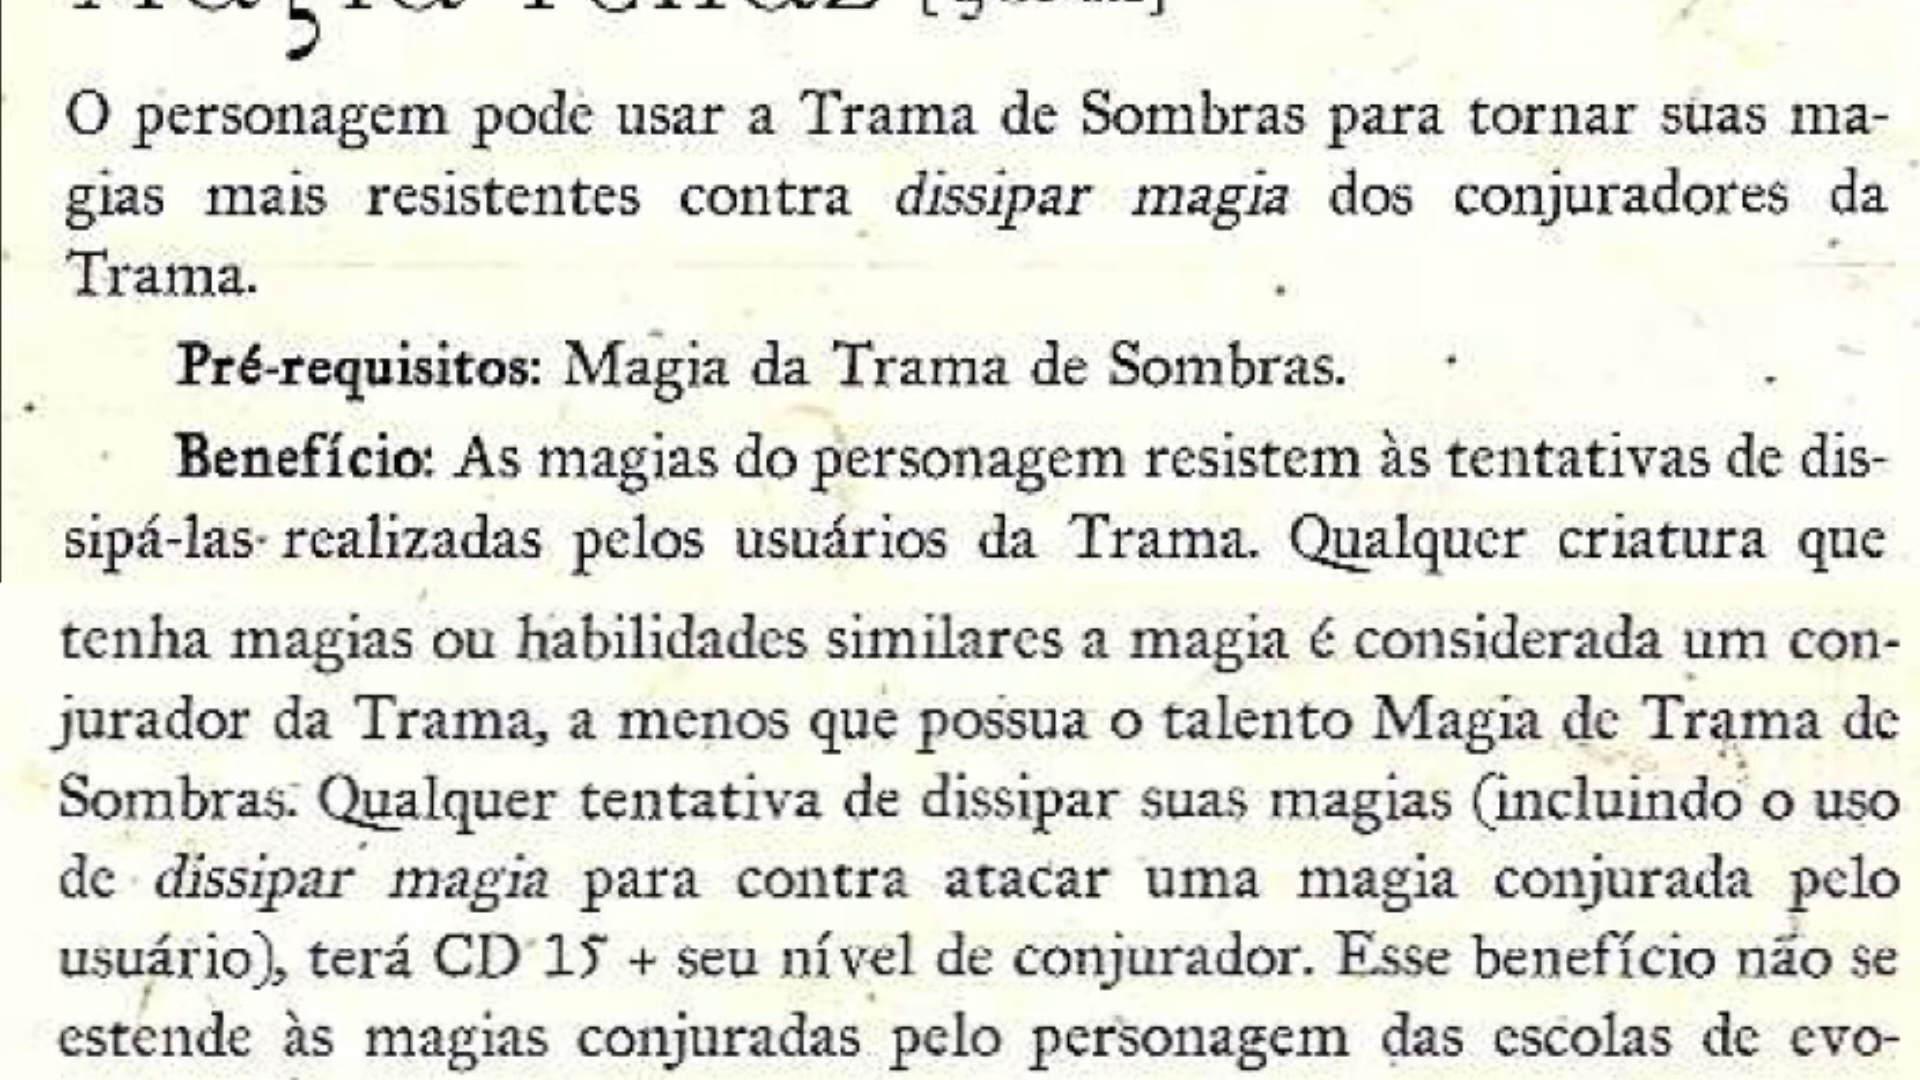 O personagem pode usar a Trama de Sombras para tornar suas ma-
gias mais resistentes contra dissipar magia dos conjuradores da
Trama.
Pré-requisitos: Magia da Trama de Sombras.
Benefício: As magias do personagem resistem às tentativas de dis-
sipá-las realizadas pelos usuários da Trama. Qualquer criatura que
tenha magias ou habilidades similares a magia é considerada um con-
jurador da Trama, a menos que possua o talento Magia de Trama de
Sombras. Qualquer tentativa de dissipar suas magias (incluindo o uso
de dissipar magia para contra atacar uma magia conjurada pelo
usuário), terá CD 15 + seu nível de conjurador. Esse benefício não se
estende às magias conjuradas pelo personagem das escolas de evo-